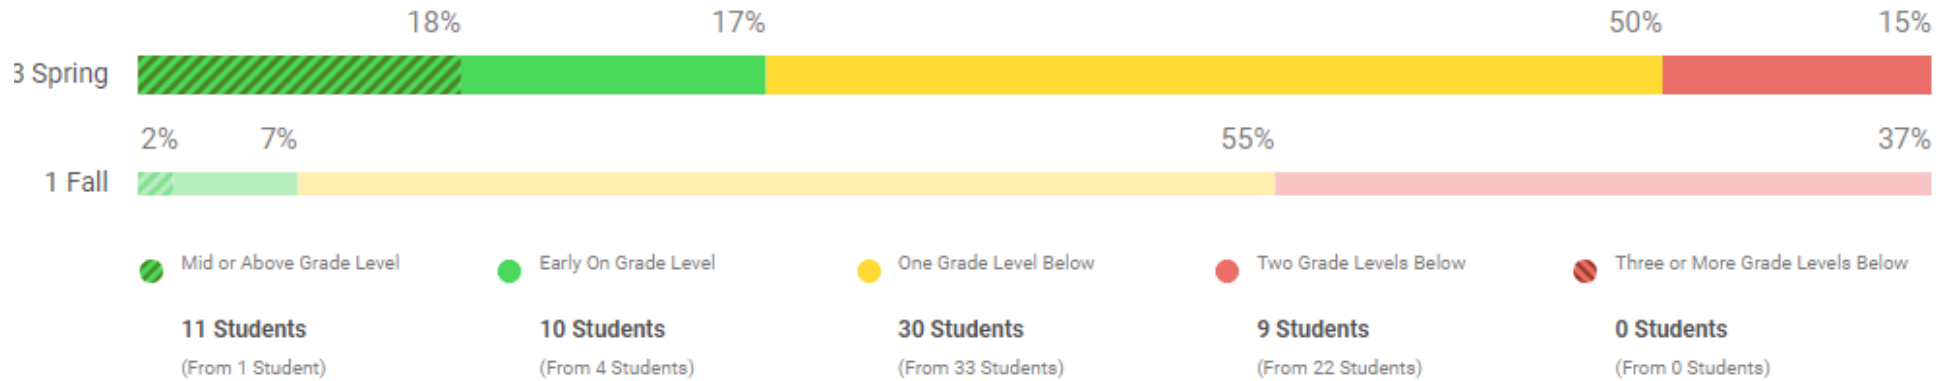 18% 17% 50% 15%
3 Spring
2% 7% 55% 37%
1 Fall
Mid or Above Grade Level Early On Grade Level One Grade Level Below Two Grade Levels Below Three or More Grade Levels Below
11 Students 10 Students 30 Students 9 Students 0 Students
(From 1 Student) (From 4 Students) (From 33 Students) (From 22 Students) (From 0 Students)